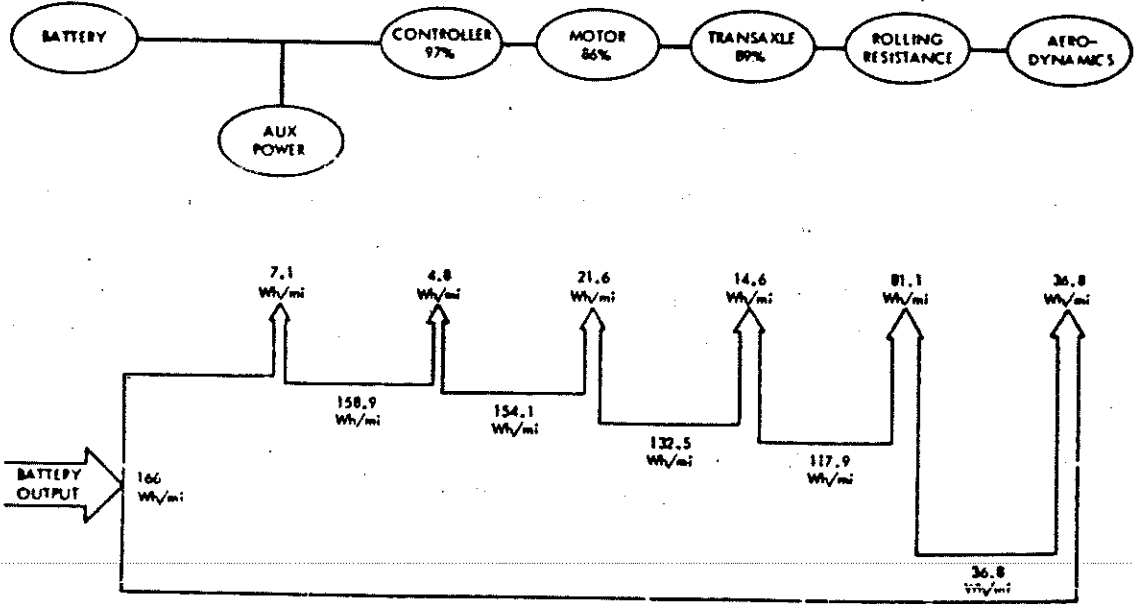 BATTERY
CONTROLLER
97%
MOTOR
86%
TRANSAXLE
89%
ROLLING
RESISTANCE
AERO-
DYNAMICS
AUX
POWER
7.1
Wh/mi
4.8
Wh/mi
21.6
Wh/mi
14.6
Wh/mi
81.1
Wh/mi
36.8
Wh/mi
158.9
Wh/mi
154.1
Wh/mi
132.5
Wh/mi
117.9
Wh/mi
BATTERY
OUTPUT
166
Wh/mi
36.8
Wh/mi